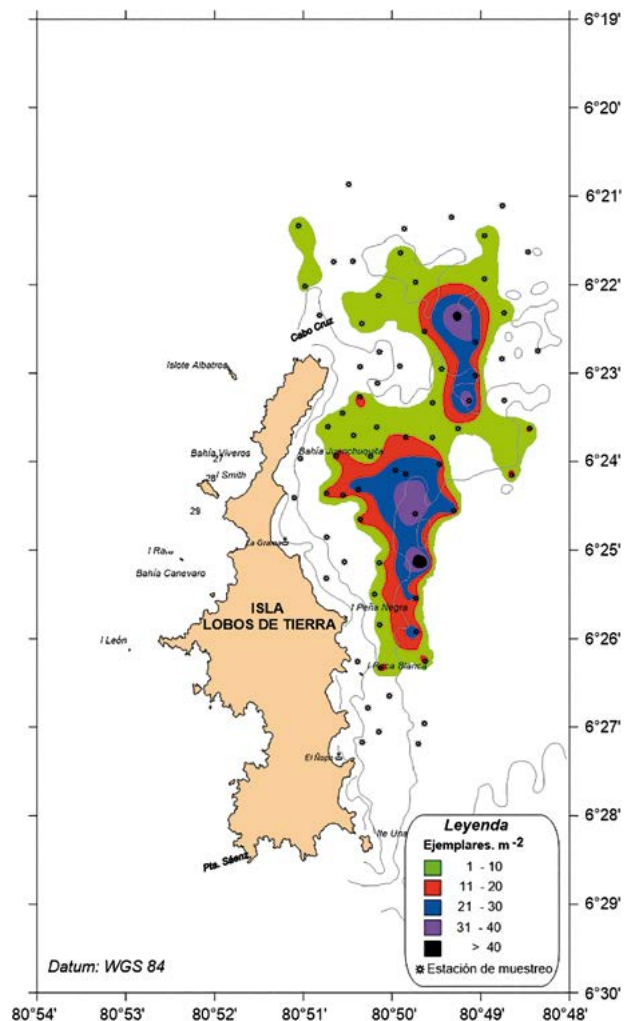 6°19'
6°20'
6°21'
6°22'
Cabo Cruz
Islote Albatros
6°23'
Bahía Viveros
27
Bahía Juanchuquita
6°24'
28
I Smith
29
La Grama
I Rata
6°25'
Bahía Canevaro
ISLA
LOBOS DE TIERRA
I Peña Negra
I León
6°26'
I Roca Blanca
6°27'
El Ñopo
6°28'
Ite Una
Pta. Sáenz
Leyenda
Ejemplares. m-2
1 - 10
11 - 20
21 - 30
31 - 40
> 40
Estación de muestreo
6°29'
Datum: WGS 84
6°30'
80°54' 80°53' 80°52' 80°51' 80°50' 80°49' 80°48'